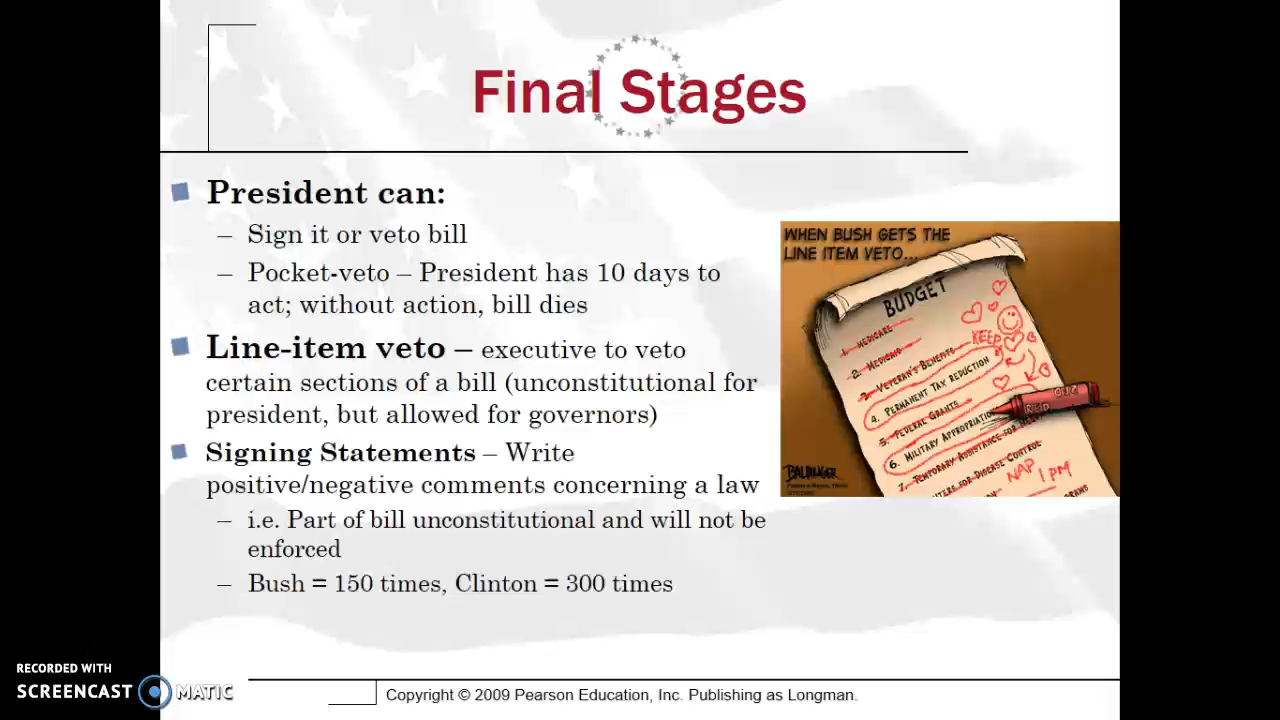 Final Stages
President can:
– Sign it or veto bill
– Pocket-veto – President has 10 days to
act; without action, bill dies
Line-item veto – executive to veto
certain sections of a bill (unconstitutional for
president, but allowed for governors)
Signing Statements – Write
positive/negative comments concerning a law
– i.e. Part of bill unconstitutional and will not be
enforced
– Bush = 150 times, Clinton = 300 times
WHEN BUSH GETS THE
LINE ITEM VETO...
BUDGET
1. MEDICARE
2. MEDICAID
3. VETERAN'S BENEFITS
KEEP
4. PERMANENT TAX REDUCTION
5. FEDERAL GRANTS
6. MILITARY APPROPRIATION
7. TEMPORARY ASSISTANCE FOR
FOR DISEASE CONTROL
NAP
1 PM
BALDINGER
RECORDED WITH
SCREENCAST MATIC
Copyright © 2009 Pearson Education, Inc. Publishing as Longman.